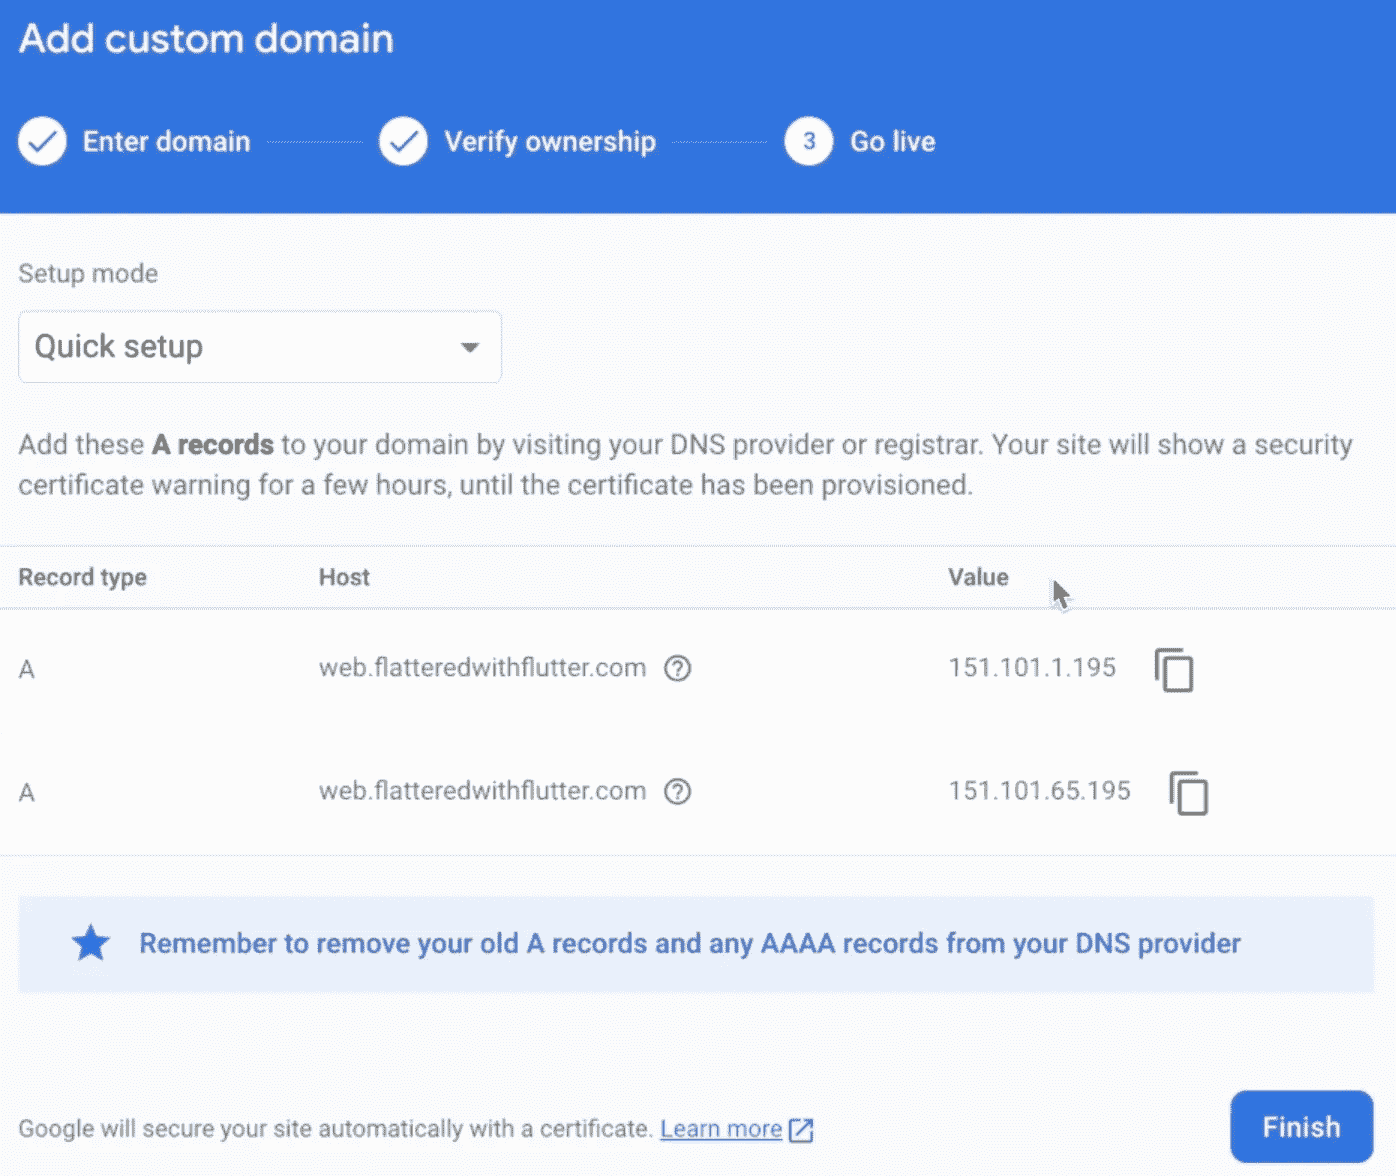 Add custom domain
Enter domain
Verify ownership
3
Go live
Setup mode
Quick setup
Add these A records to your domain by visiting your DNS provider or registrar. Your site will show a security
certificate warning for a few hours, until the certificate has been provisioned.
Record type Host Value
A web.flatteredwithflutter.com ? 151.101.1.195
A web.flatteredwithflutter.com ? 151.101.65.195
Remember to remove your old A records and any AAAA records from your DNS provider
Google will secure your site automatically with a certificate. Learn more
Finish